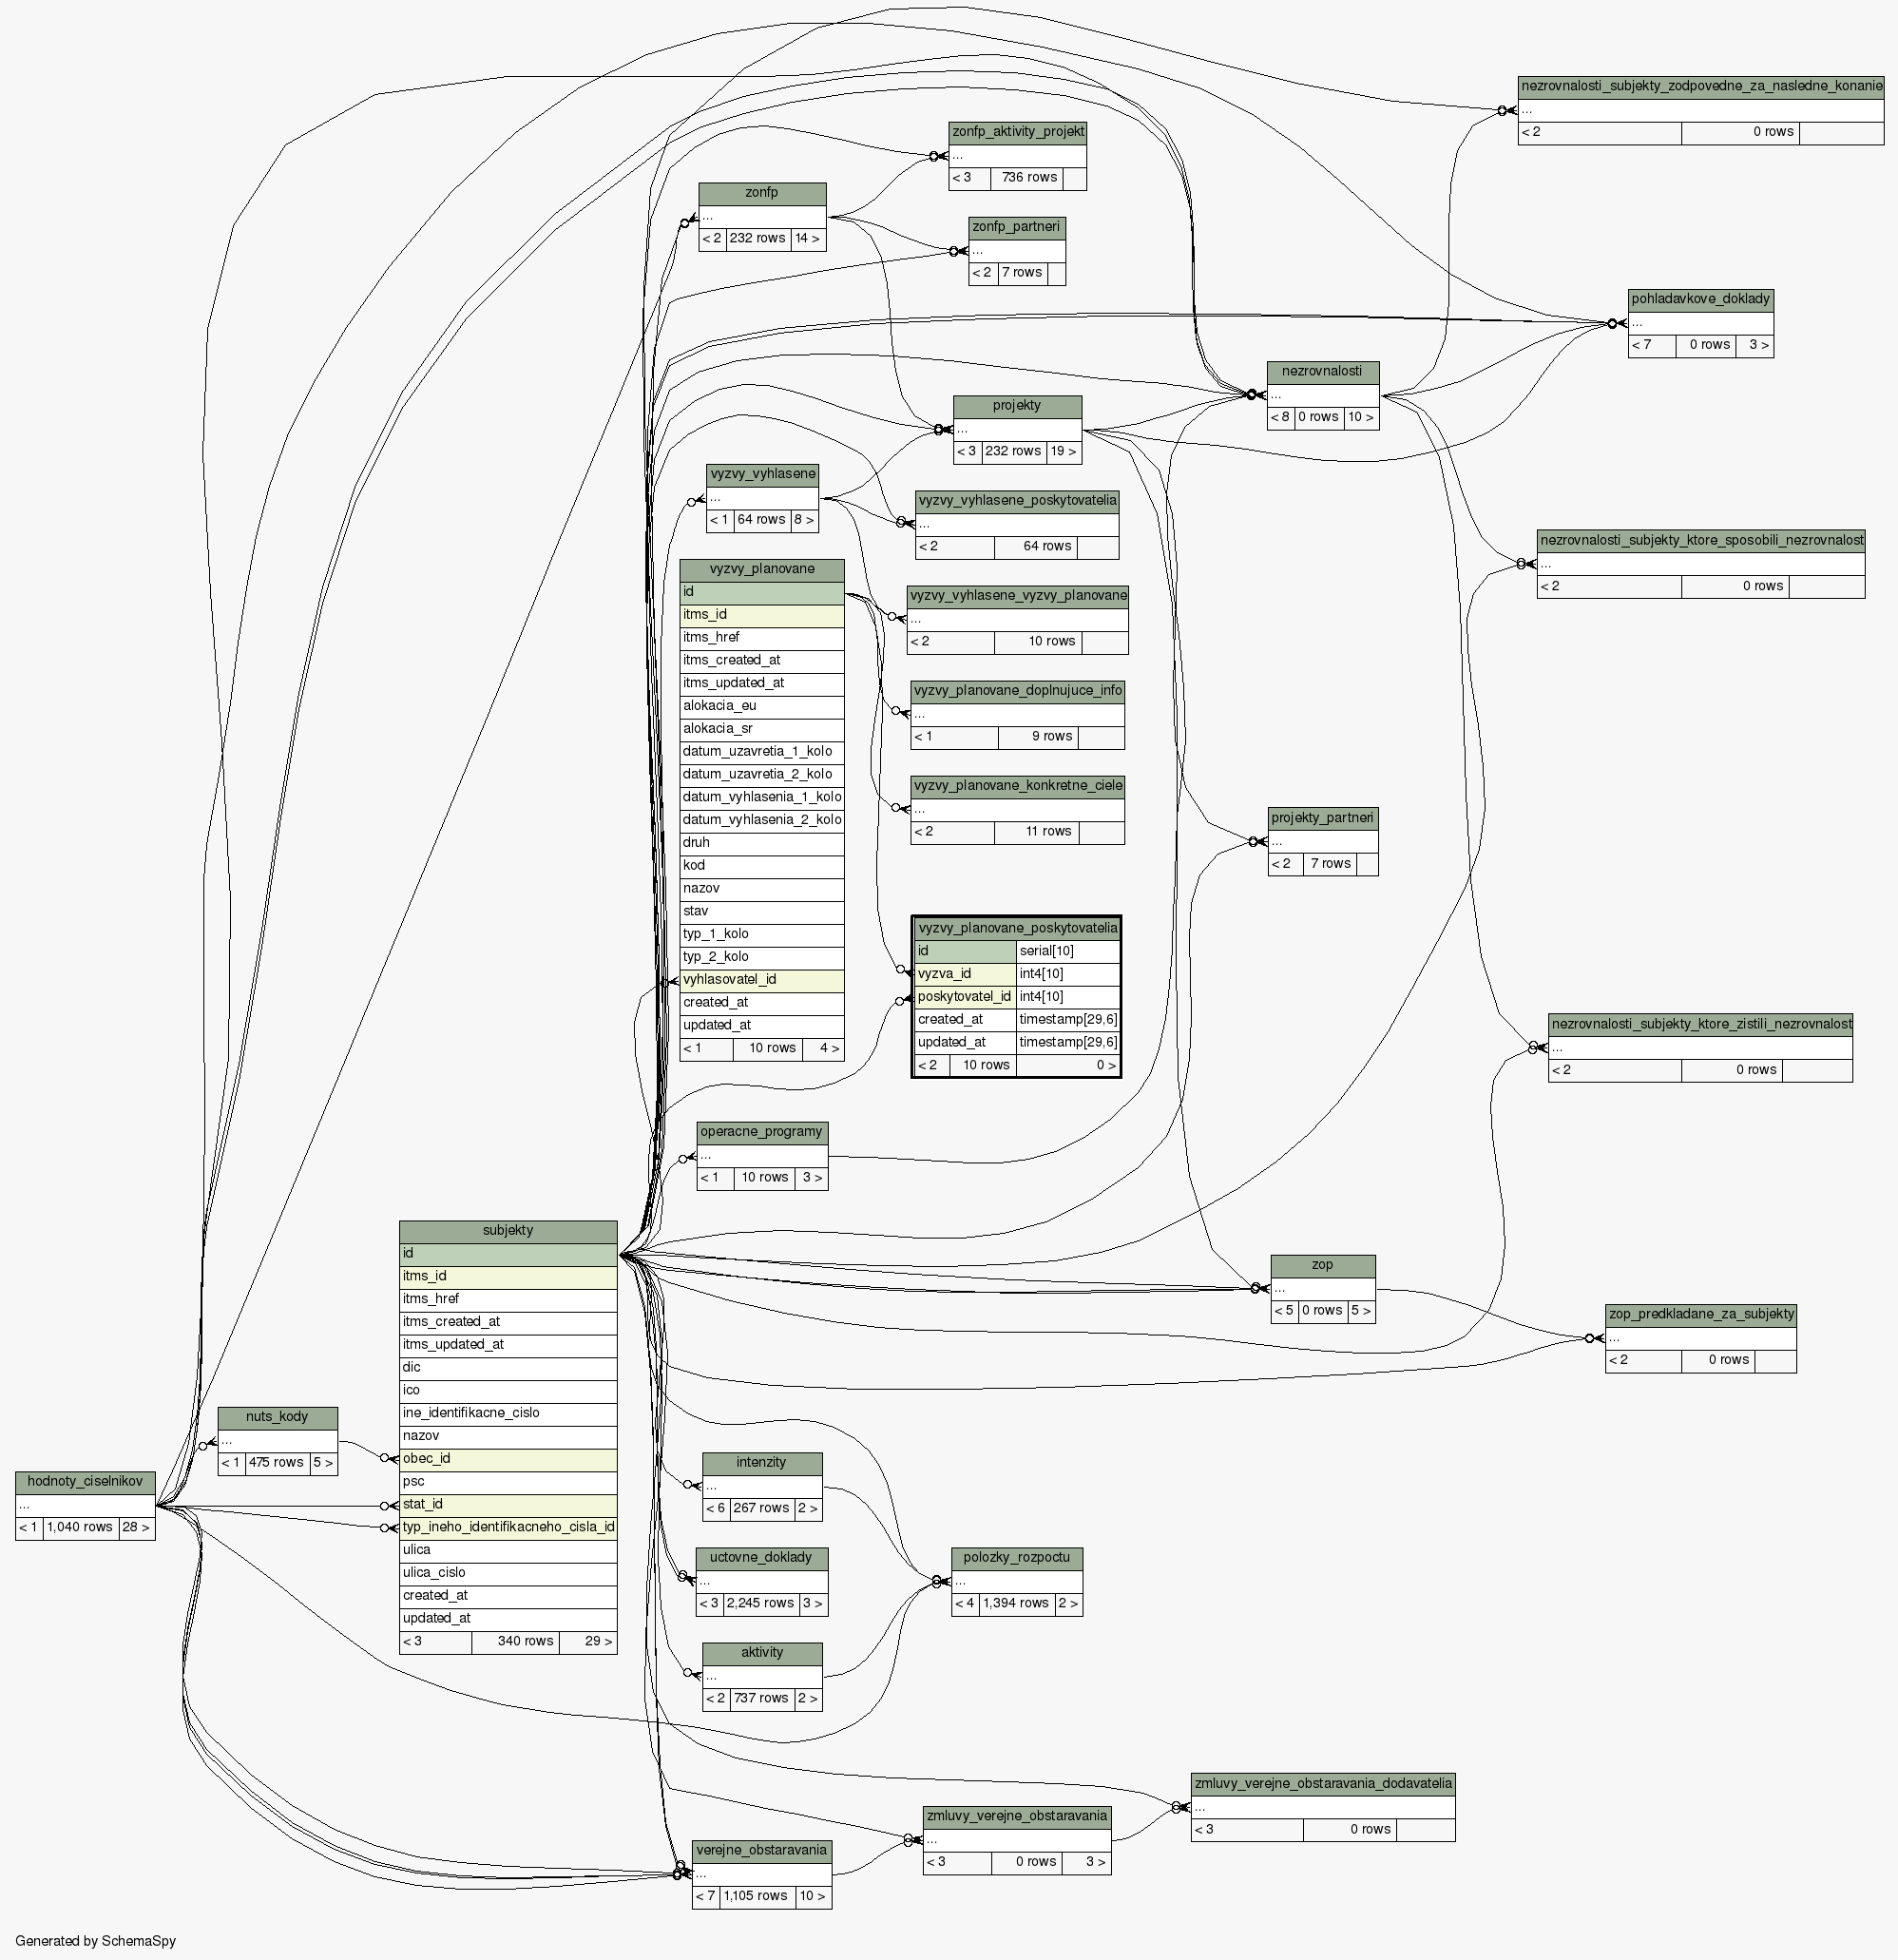 nezrovnalosti_subjekty_zodpovedne_za_nasledne_konanie
...
< 2 0 rows
zonfp_aktivity_projekt
...
< 3 736 rows
zonfp
...
< 2 232 rows 14 >
zonfp_partneri
...
< 2 7 rows
pohladavkove_doklady
...
< 7 0 rows 3 >
nezrovnalosti
...
< 8 0 rows 10 >
projekty
...
< 3 232 rows 19 >
vyzvy_vyhlasene
...
< 1 64 rows 8 >
vyzvy_vyhlasene_poskytovatelia
...
< 2 64 rows
nezrovnalosti_subjekty_ktore_sposobili_nezrovnalost
...
< 2 0 rows
vyzvy_planovane
id
itms_id
itms_href
itms_created_at
itms_updated_at
alokacia_eu
alokacia_sr
datum_uzavretia_1_kolo
datum_uzavretia_2_kolo
datum_vyhlasenia_1_kolo
datum_vyhlasenia_2_kolo
druh
kod
nazov
stav
typ_1_kolo
typ_2_kolo
vyhlasovatel_id
created_at
updated_at
< 1 10 rows 4 >
vyzvy_vyhlasene_vyzvy_planovane
...
< 2 10 rows
vyzvy_planovane_doplnujuce_info
...
< 1 9 rows
vyzvy_planovane_konkretne_ciele
...
< 2 11 rows
projekty_partneri
...
< 2 7 rows
vyzvy_planovane_poskytovatelia
id serial[10]
vyzva_id int4[10]
poskytovatel_id int4[10]
created_at timestamp[29,6]
updated_at timestamp[29,6]
< 2 10 rows 0 >
nezrovnalosti_subjekty_ktore_zistili_nezrovnalost
...
< 2 0 rows
operacne_programy
...
< 1 10 rows 3 >
subjekty
id
itms_id
itms_href
itms_created_at
itms_updated_at
dic
ico
ine_identifikacne_cislo
nazov
obec_id
psc
stat_id
typ_ineho_identifikacneho_cisla_id
ulica
ulica_cislo
created_at
updated_at
< 3 340 rows 29 >
zop
...
< 5 0 rows 5 >
zop_predkladane_za_subjekty
...
< 2 0 rows
nuts_kody
...
< 1 475 rows 5 >
hodnoty_ciselnikov
...
< 1 1,040 rows 28 >
intenzity
...
< 6 267 rows 2 >
uctovne_doklady
...
< 3 2,245 rows 3 >
polozky_rozpoctu
...
< 4 1,394 rows 2 >
aktivity
...
< 2 737 rows 2 >
zmluvy_verejne_obstaravania_dodavatelia
...
< 3 0 rows
zmluvy_verejne_obstaravania
...
< 3 0 rows 3 >
verejne_obstaravania
...
< 7 1,105 rows 10 >
Generated by SchemaSpy